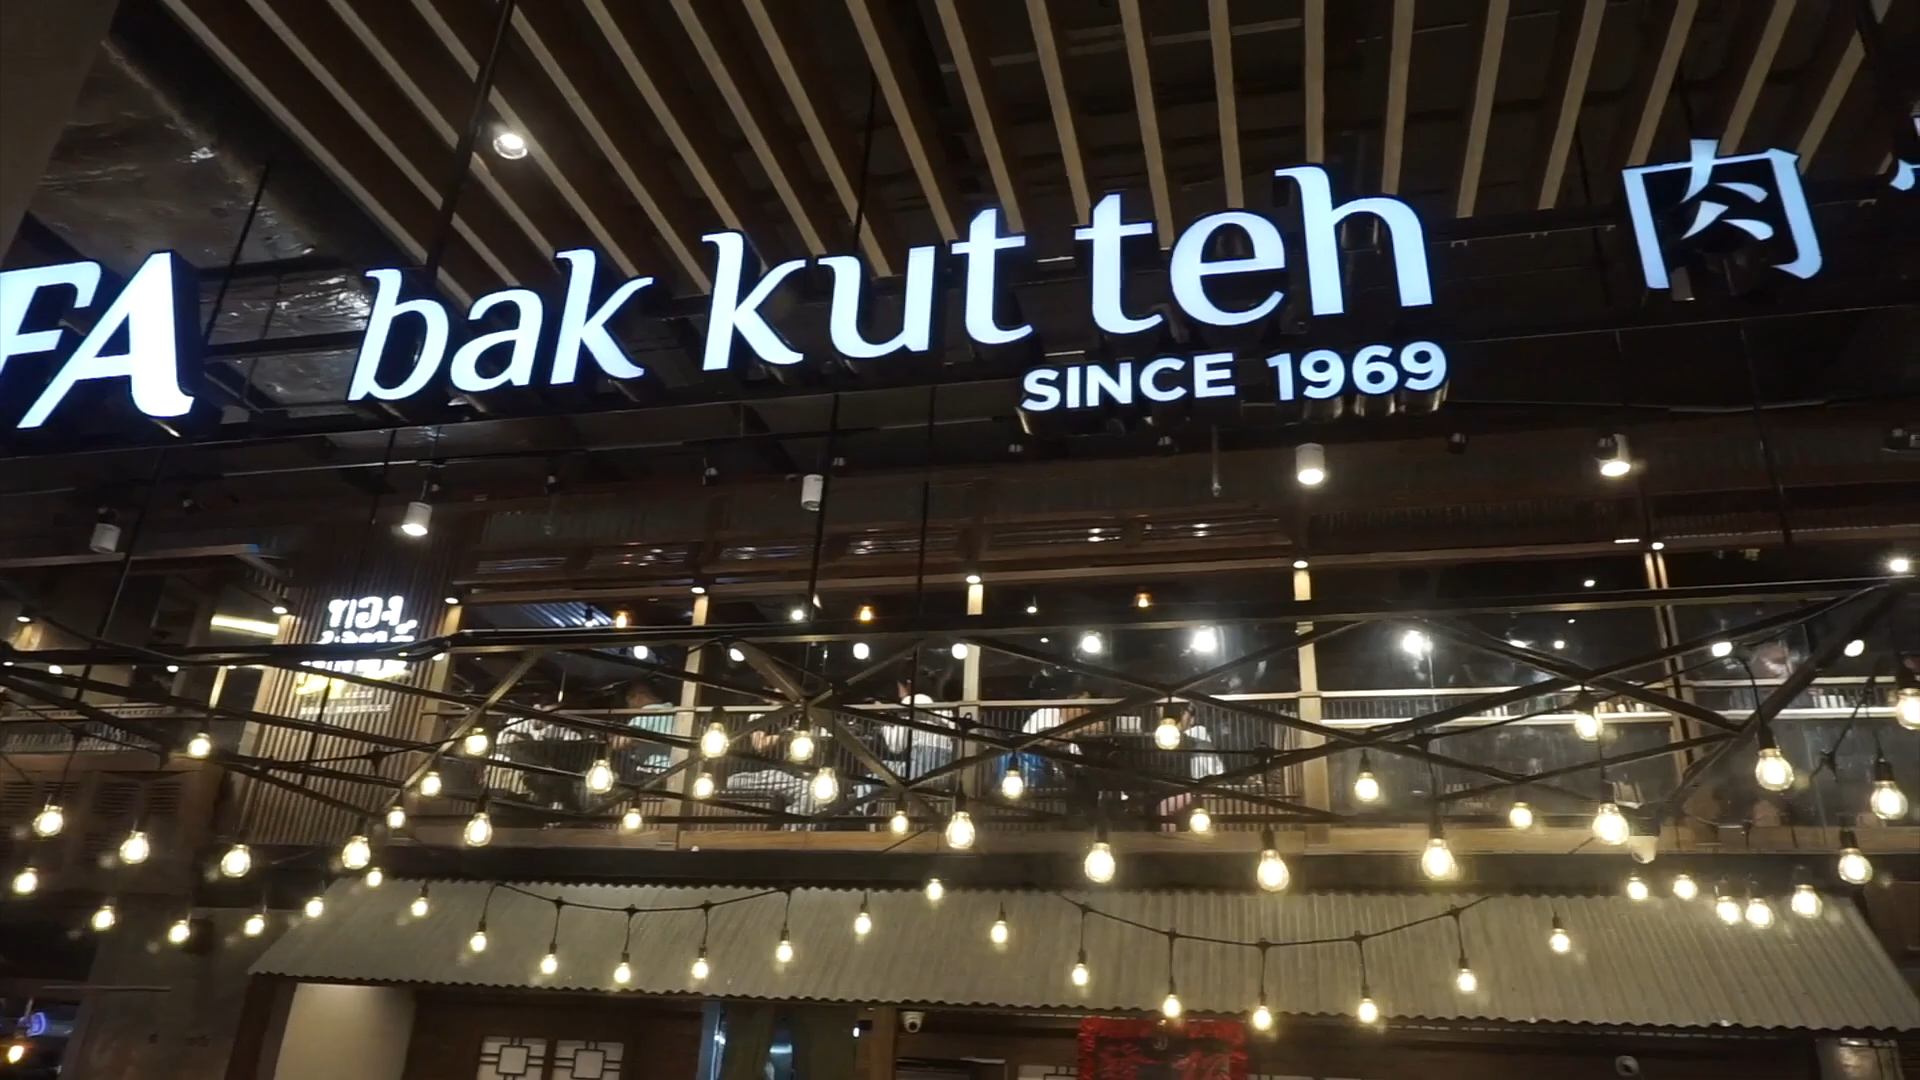 FA bak kut teh 肉
SINCE 1969